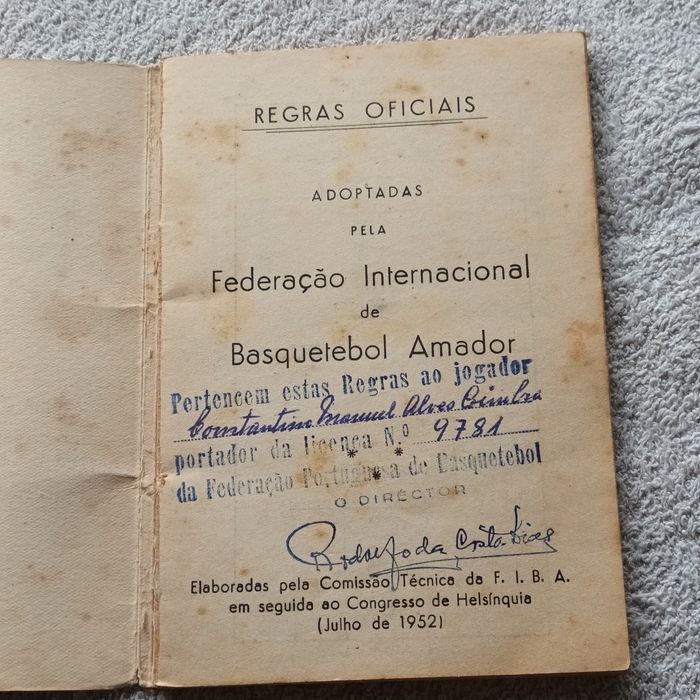 REGRAS OFICIAIS
ADOPTADAS
PELA
Federação Internacional
de
Basquetebol Amador
Pertencem estas Regras ao jogador
Constantino Manuel Alves Coimbra
portador da licença N.º 9781
* * *
da Federação Portuguesa de Basquetebol
O DIRECTOR
Elaboradas pela Comissão Técnica da F. I. B. A.
em seguida ao Congresso de Helsínquia
(Julho de 1952)